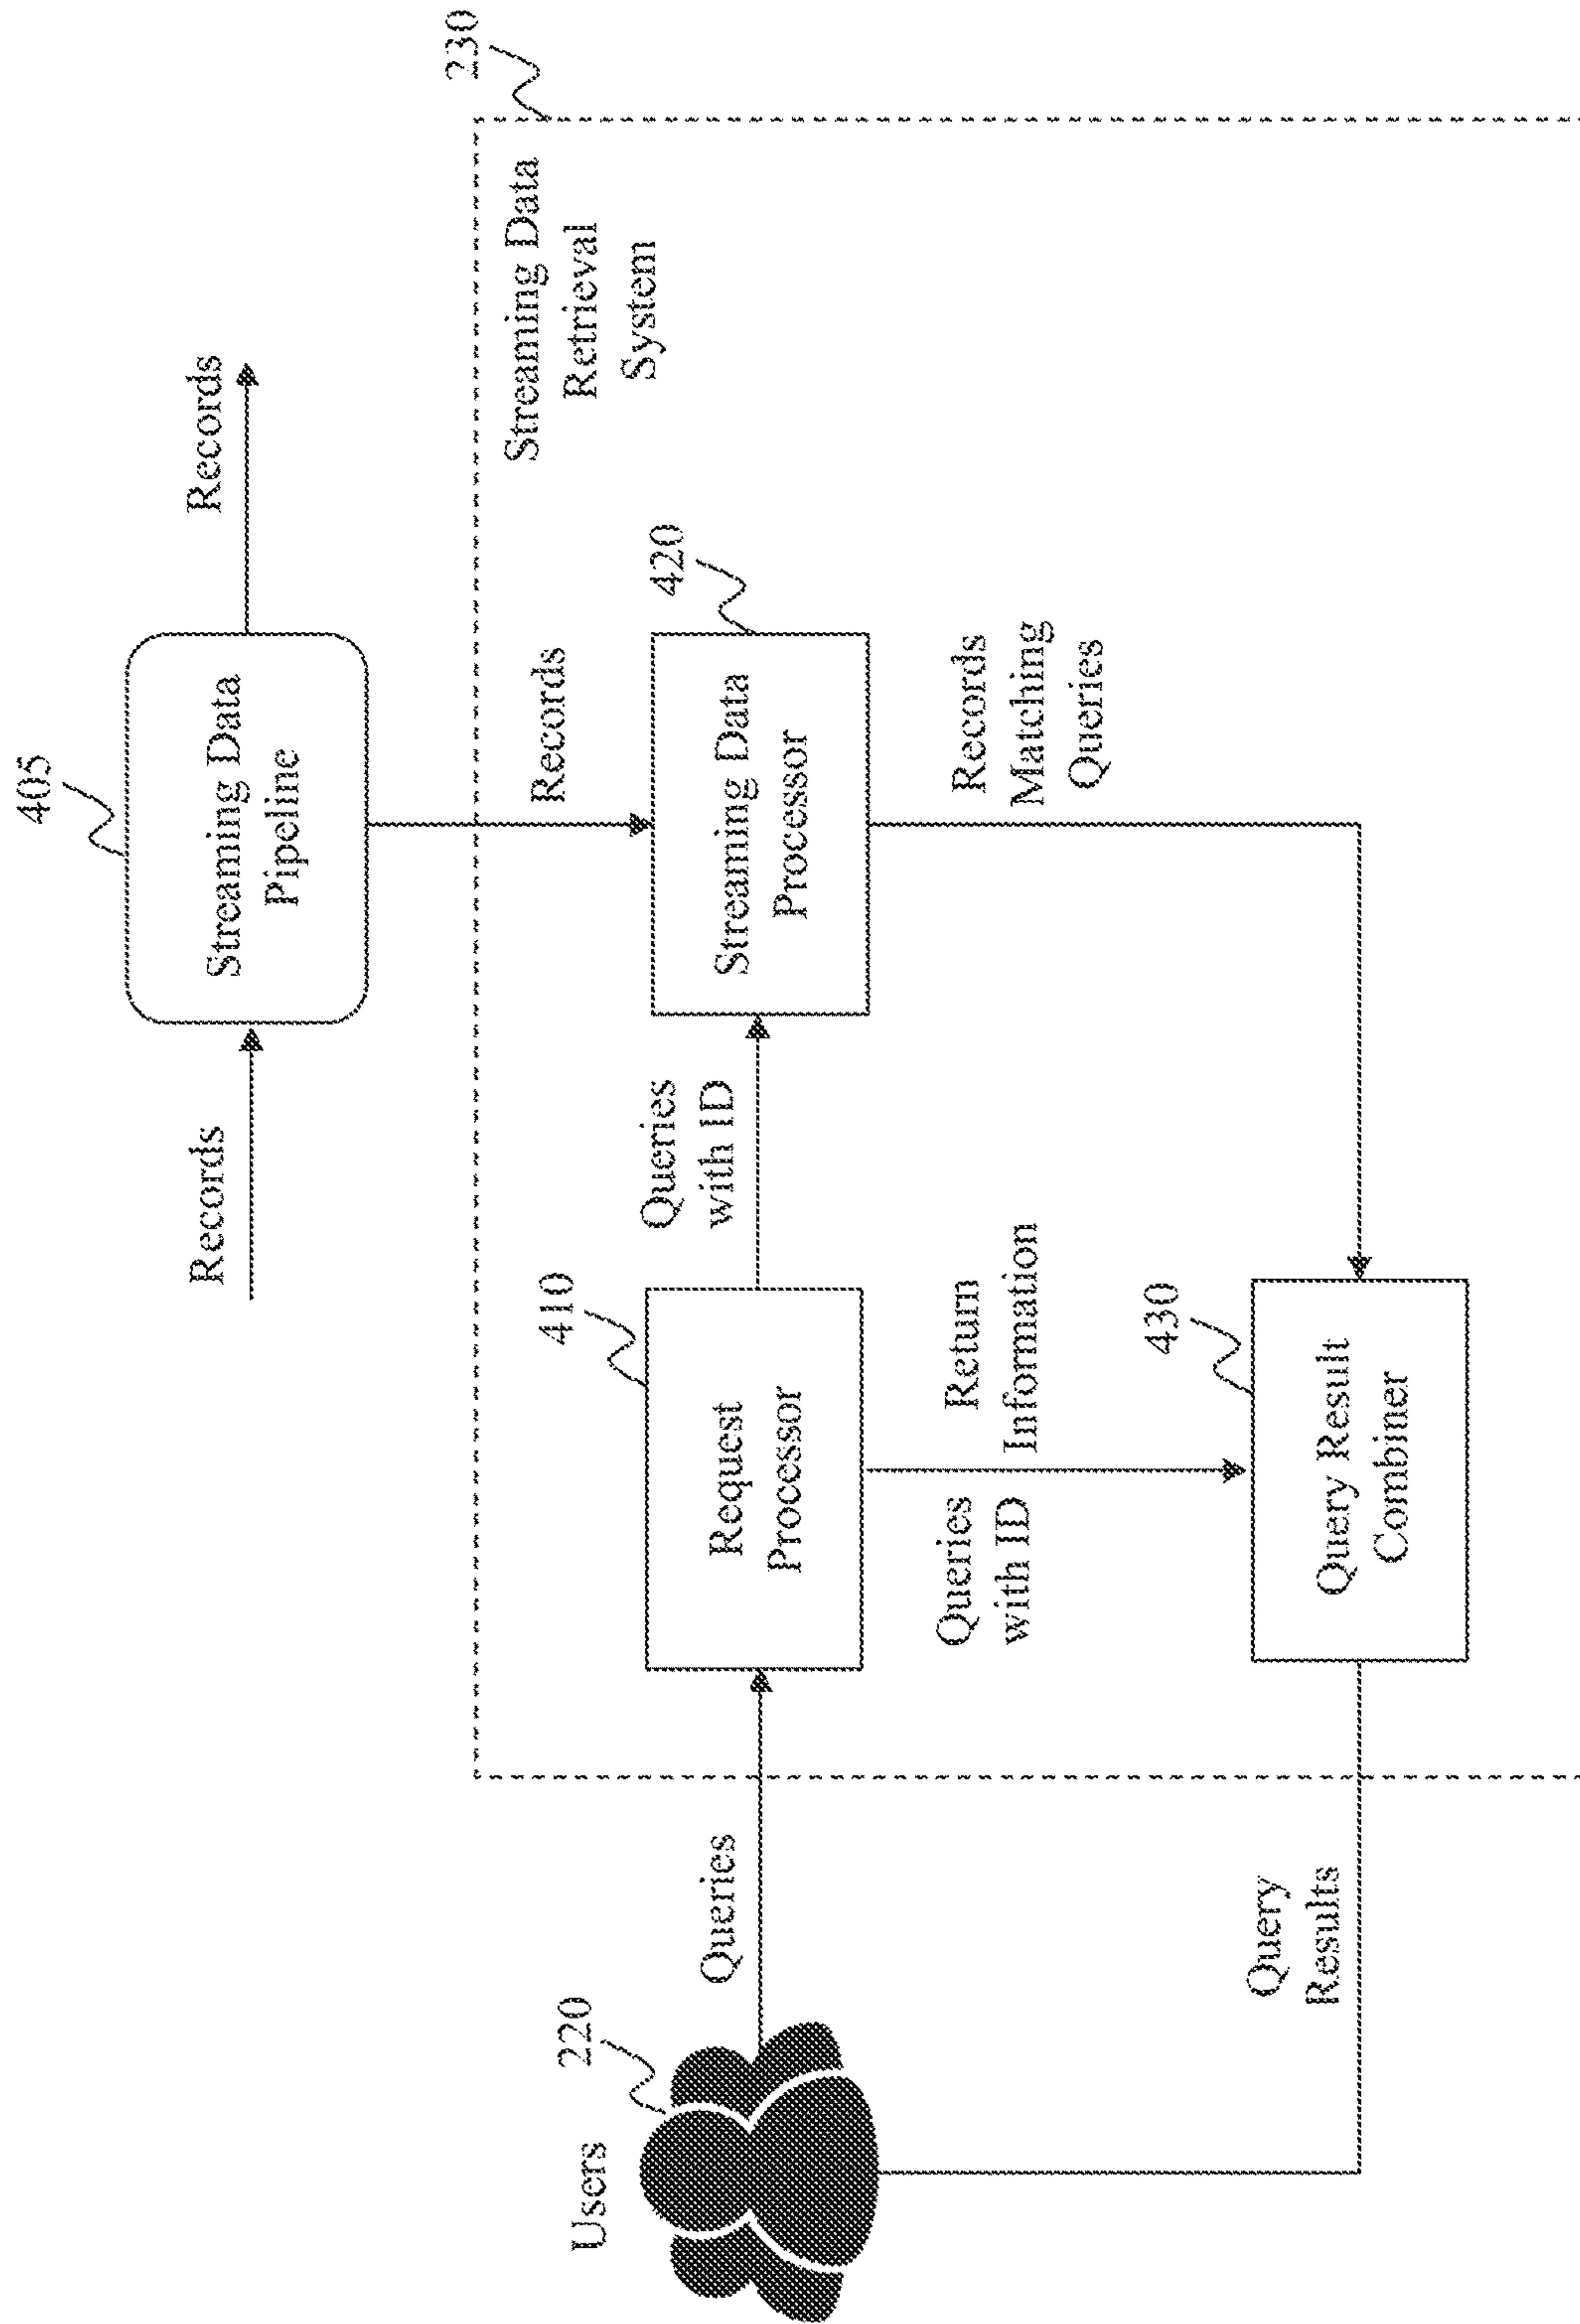 405
Records
Streaming Data
Pipeline
Records
230
Streaming Data
Retrieval
System
Records
Users
220
Queries
410
Request
Processor
Queries
with ID
420
Streaming Data
Processor
Queries
with ID
Return
Information
Records
Matching
Queries
430
Query
Results
Query Result
Combiner